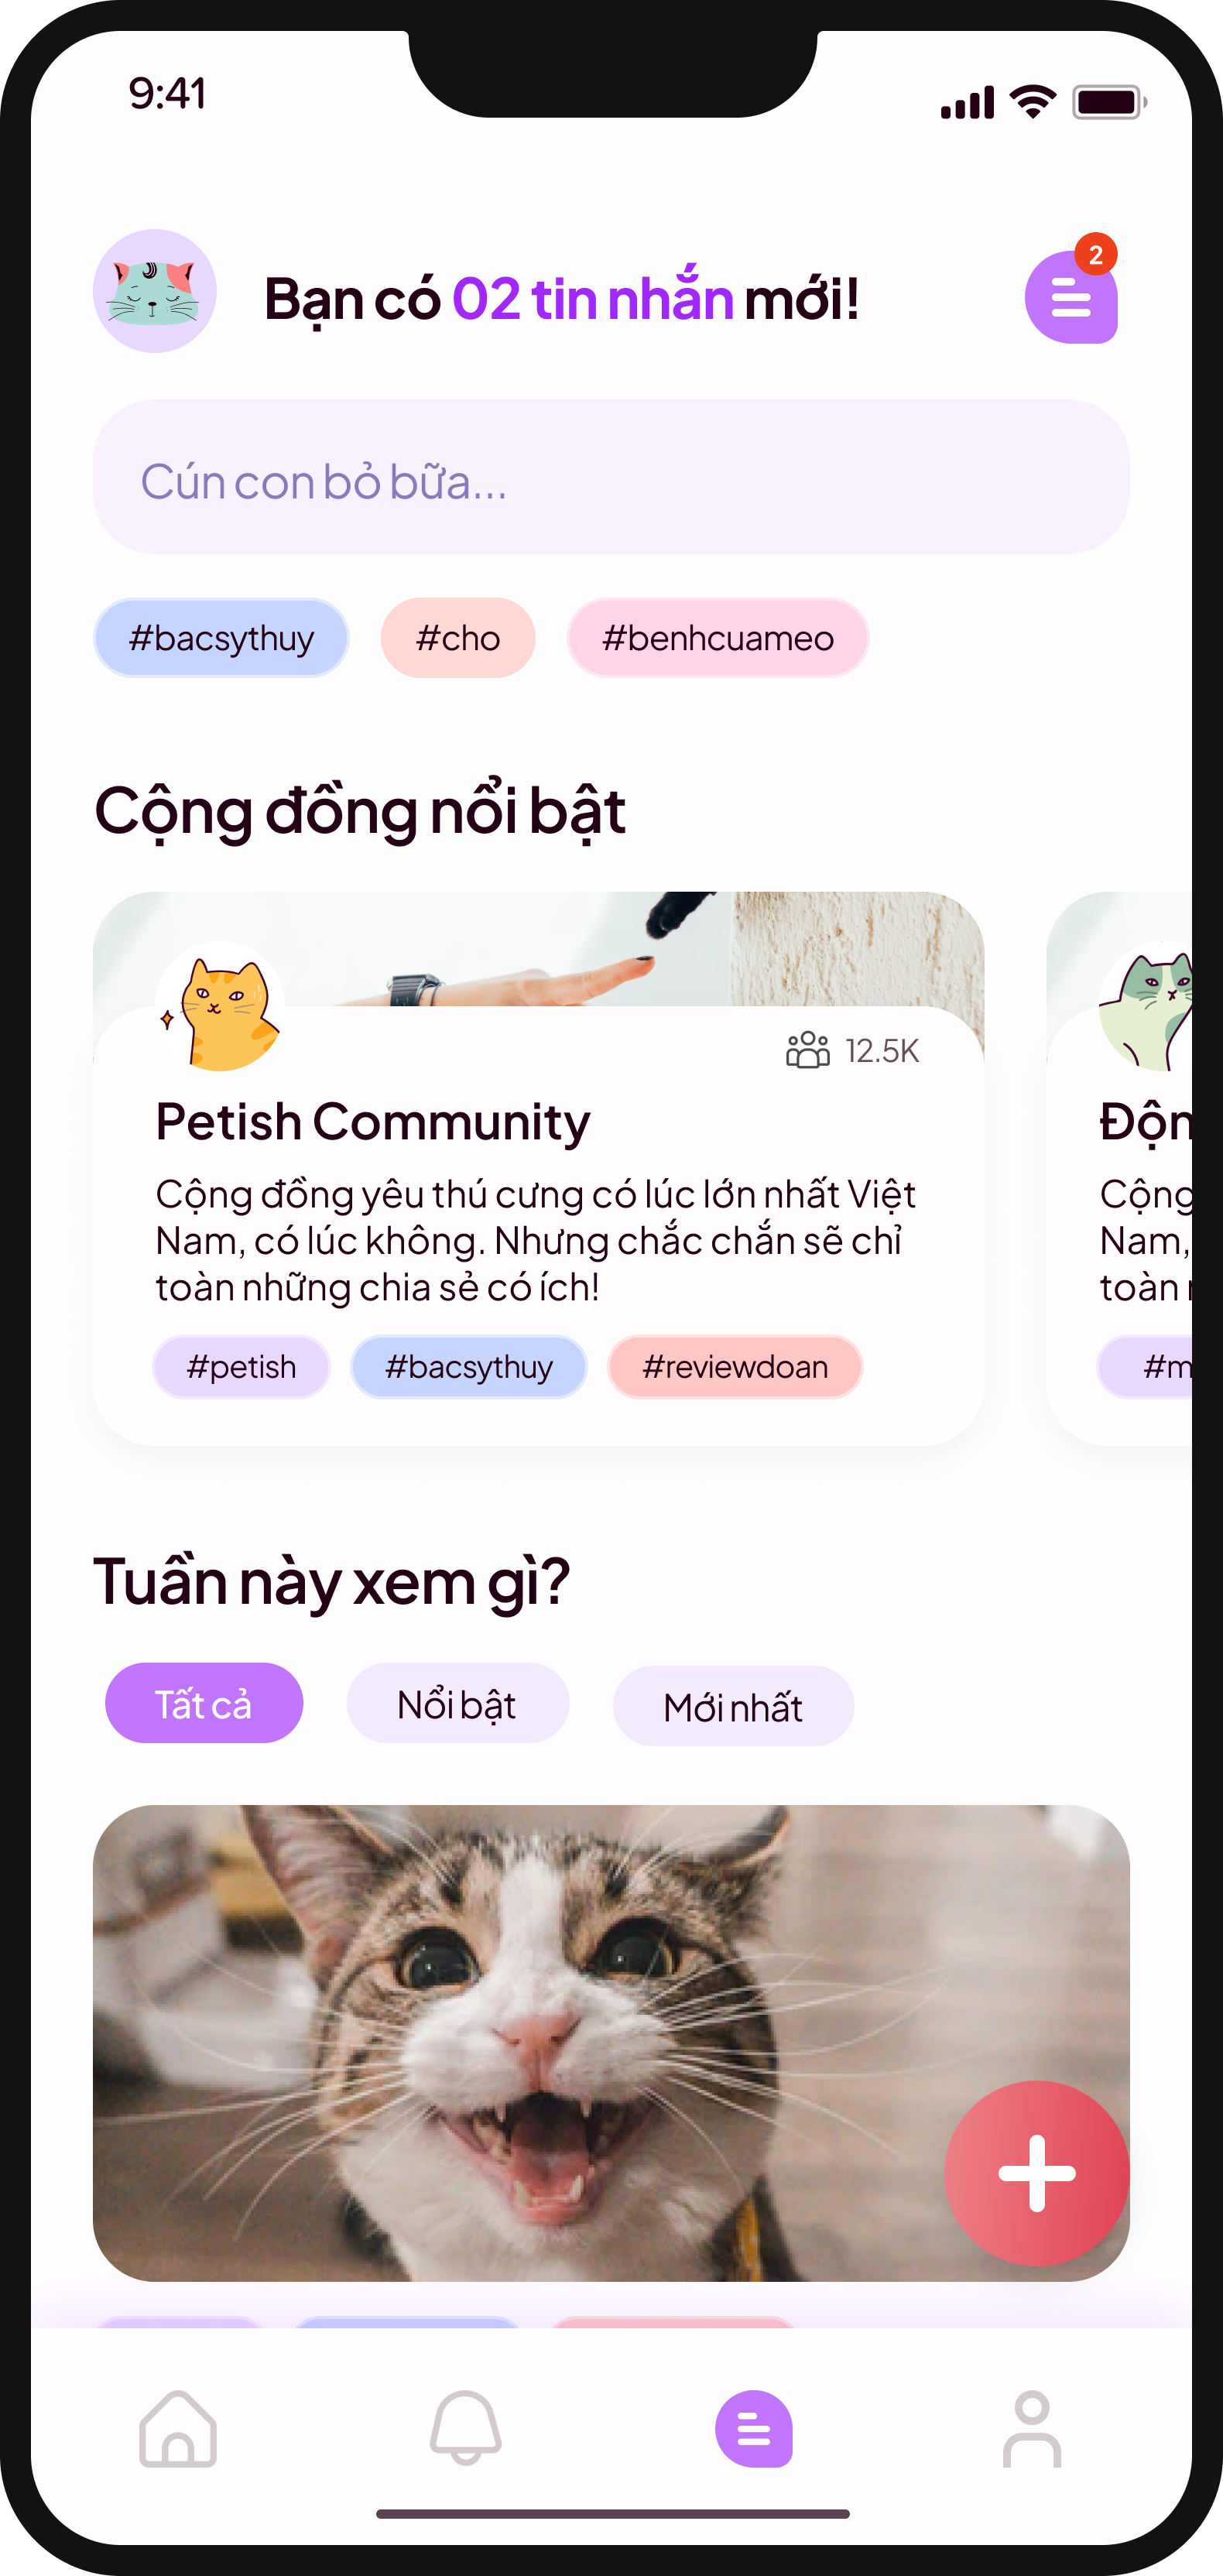 9:41
2
Bạn có 02 tin nhắn mới!
Cún con bỏ bữa...
#bacsythuy #cho #benhcuameo
Cộng đồng nổi bật
12.5K
Petish Community
Cộng đồng yêu thú cưng có lúc lớn nhất Việt
Nam, có lúc không. Nhưng chắc chắn sẽ chỉ
toàn những chia sẻ có ích!
#petish #bacsythuy #reviewdoan
Độn
Cộng
Nam,
toàn
#m
Tuần này xem gì?
Tất cả Nổi bật Mới nhất